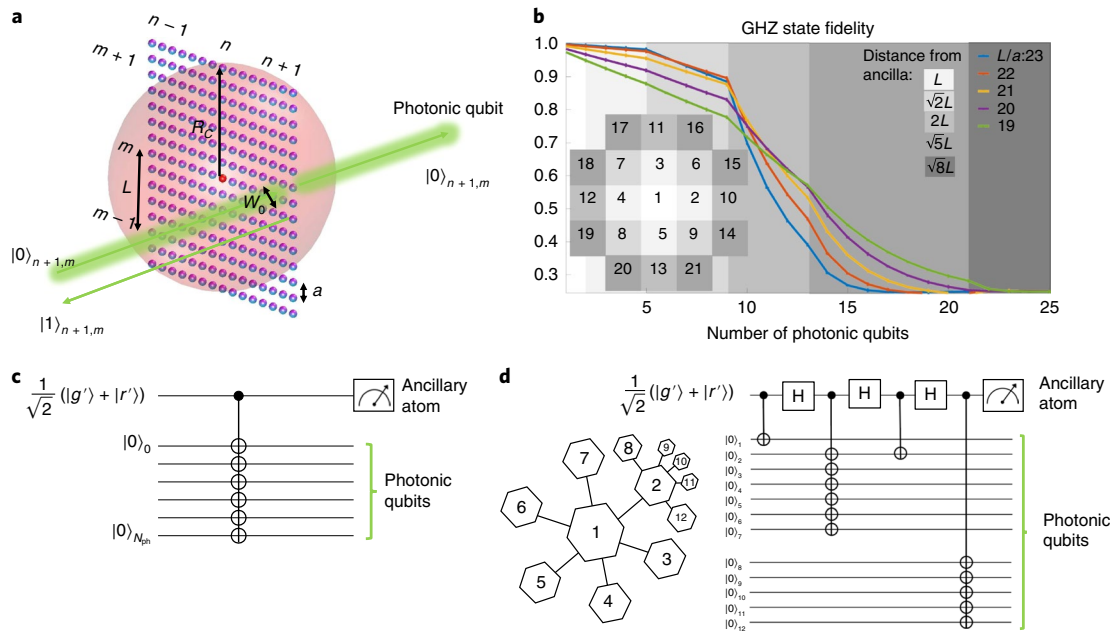 a
n − 1
n
m + 1
n + 1
R_C
Photonic qubit
m
L
W_0
|0⟩_{n + 1,m}
m − 1
|0⟩_{n + 1,m}
a
|1⟩_{n + 1,m}
b
GHZ state fidelity
1.0
0.9
0.8
0.7
0.6
0.5
0.4
0.3
Distance from
ancilla:
L
√2L
2L
√5L
√8L
L/a:23
22
21
20
19
17 11 16
18 7 3 6 15
12 4 1 2 10
19 8 5 9 14
20 13 21
5 10 15 20 25
Number of photonic qubits
c
1/√2 (|g′⟩ + |r′⟩)
Ancillary
atom
|0⟩_0
Photonic
qubits
|0⟩_{N_ph}
d
1/√2 (|g′⟩ + |r′⟩)
H H H
Ancillary
atom
7
8
9
10
11
12
2
6
1
3
5
4
|0⟩_1
|0⟩_2
|0⟩_3
|0⟩_4
|0⟩_5
|0⟩_6
|0⟩_7
|0⟩_8
|0⟩_9
|0⟩_10
|0⟩_11
|0⟩_12
Photonic
qubits